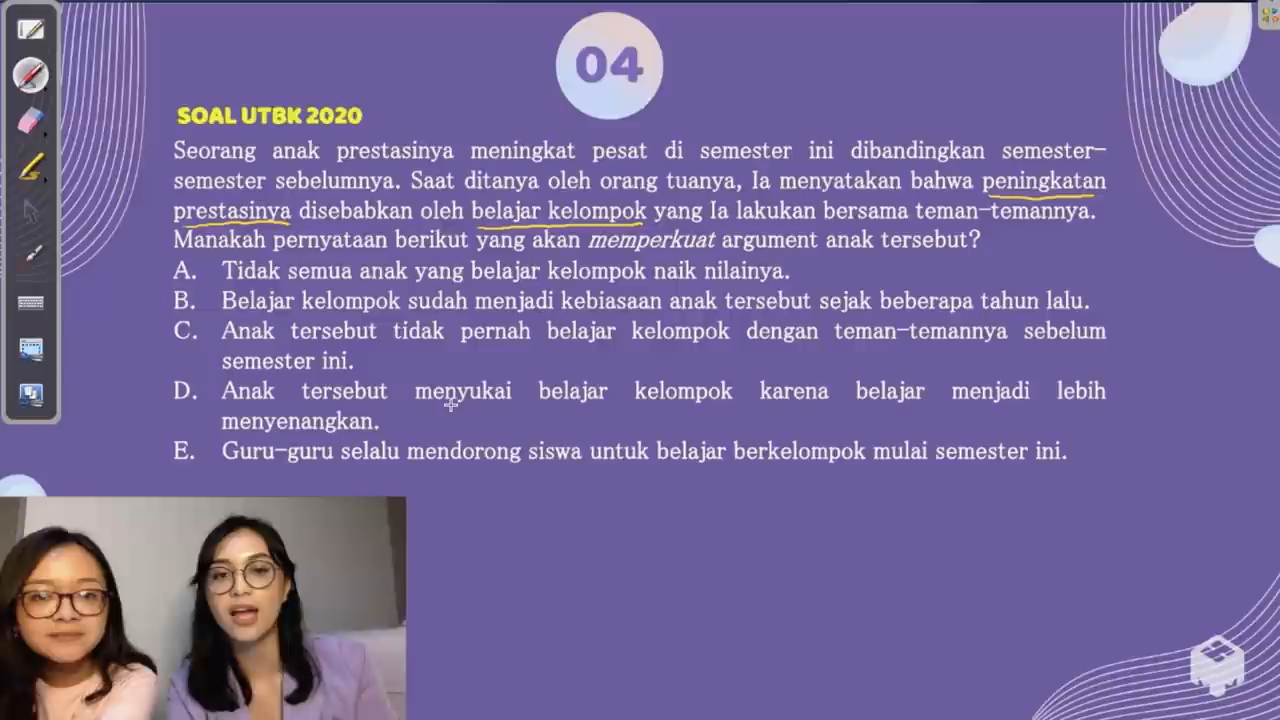 04
SOAL UTBK 2020
Seorang anak prestasinya meningkat pesat di semester ini dibandingkan semester-
semester sebelumnya. Saat ditanya oleh orang tuanya, Ia menyatakan bahwa peningkatan
prestasinya disebabkan oleh belajar kelompok yang Ia lakukan bersama teman-temannya.
Manakah pernyataan berikut yang akan memperkuat argument anak tersebut?
A. Tidak semua anak yang belajar kelompok naik nilainya.
B. Belajar kelompok sudah menjadi kebiasaan anak tersebut sejak beberapa tahun lalu.
C. Anak tersebut tidak pernah belajar kelompok dengan teman-temannya sebelum
semester ini.
D. Anak tersebut menyukai belajar kelompok karena belajar menjadi lebih
menyenangkan.
E. Guru-guru selalu mendorong siswa untuk belajar berkelompok mulai semester ini.